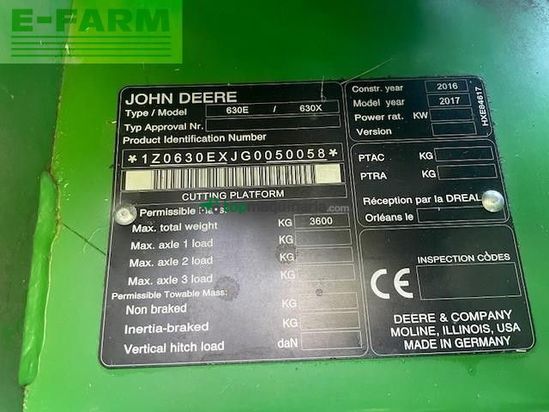 E-FARM
JOHN DEERE
Type / Model 630E / 630X
Typ Approval Nr.
Product Identification Number
*1Z0630EXJG0050058*
CUTTING PLATFORM
Permissible
Max. total weight KG 3600
Max. axle 1 load KG
Max. axle 2 load KG
Max. axle 3 load KG
Permissible Towable Mass:
Non braked KG
Inertia-braked KG
Vertical hitch load daN
Constr. year 2016
Model year 2017
Power rat. KW
Version
HXE84617
PTAC KG
PTRA KG
Réception par la DREAL
Orléans le
INSPECTION CODES
CE
DEERE & COMPANY
MOLINE, ILLINOIS, USA
MADE IN GERMANY